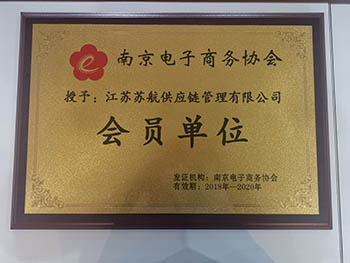 南京电子商务协会
授予：江苏苏航供应链管理有限公司
会员单位
发证机构：南京电子商务协会
有效期：2018年—2020年